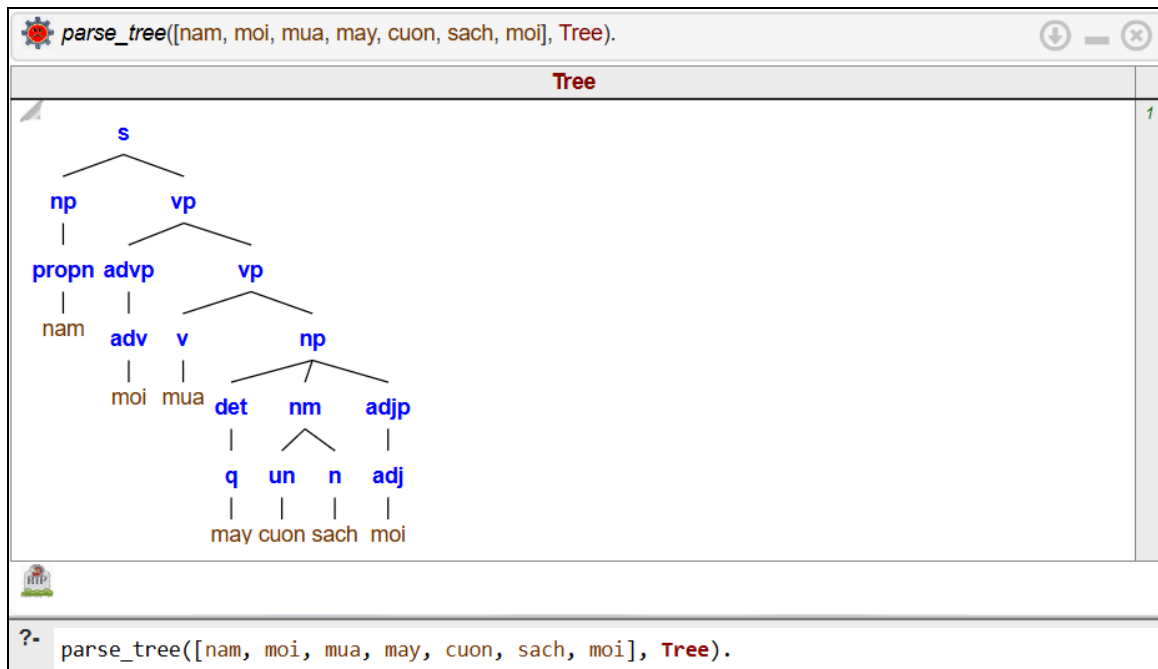 parse_tree([nam, moi, mua, may, cuon, sach, moi], Tree).
Tree
1
s
np vp
propn advp vp
nam adv v np
moi mua det nm adjp
q un n adj
may cuon sach moi
RIP
?- parse_tree([nam, moi, mua, may, cuon, sach, moi], Tree).